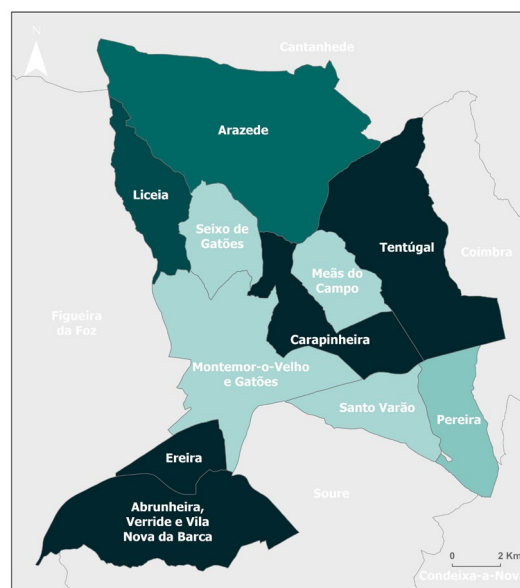 N
Cantanhede
Arazede
Liceia
Seixo de
Gatões
Tentúgal
Coimbra
Meãs do
Campo
Figueira
da Foz
Carapinheira
Montemor-o-Velho
e Gatões
Santo Varão
Pereira
Ereira
Soure
Abrunheira,
Verride e Vila
Nova da Barca
0 2 Km
Condeixa-a-Nov